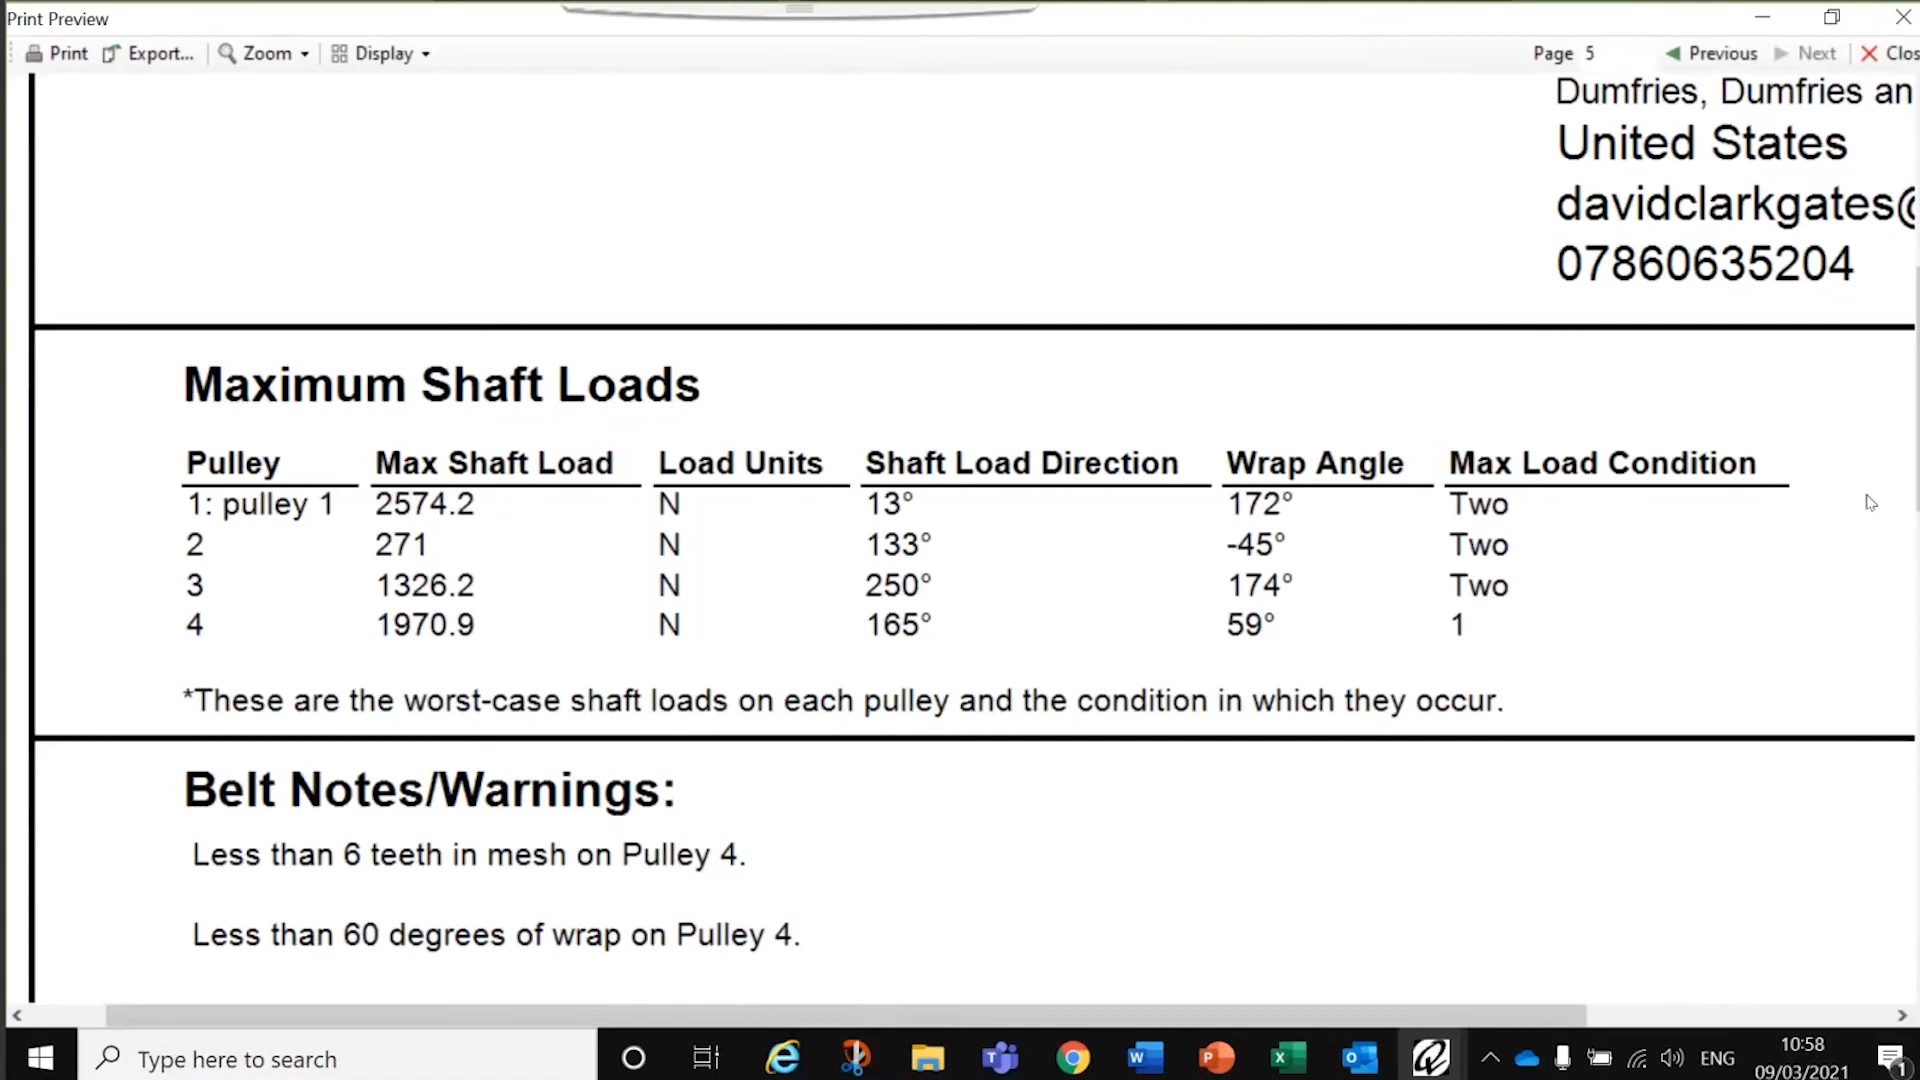 Print Preview
Print Export... Zoom Display Page 5 Previous Next Clos
Dumfries, Dumfries an
United States
davidclarkgates@
07860635204
Maximum Shaft Loads
Pulley Max Shaft Load Load Units Shaft Load Direction Wrap Angle Max Load Condition
1: pulley 1 2574.2 N 13° 172° Two
2 271 N 133° -45° Two
3 1326.2 N 250° 174° Two
4 1970.9 N 165° 59° 1
*These are the worst-case shaft loads on each pulley and the condition in which they occur.
Belt Notes/Warnings:
Less than 6 teeth in mesh on Pulley 4.
Less than 60 degrees of wrap on Pulley 4.
Type here to search ENG 10:58
09/03/2021 1